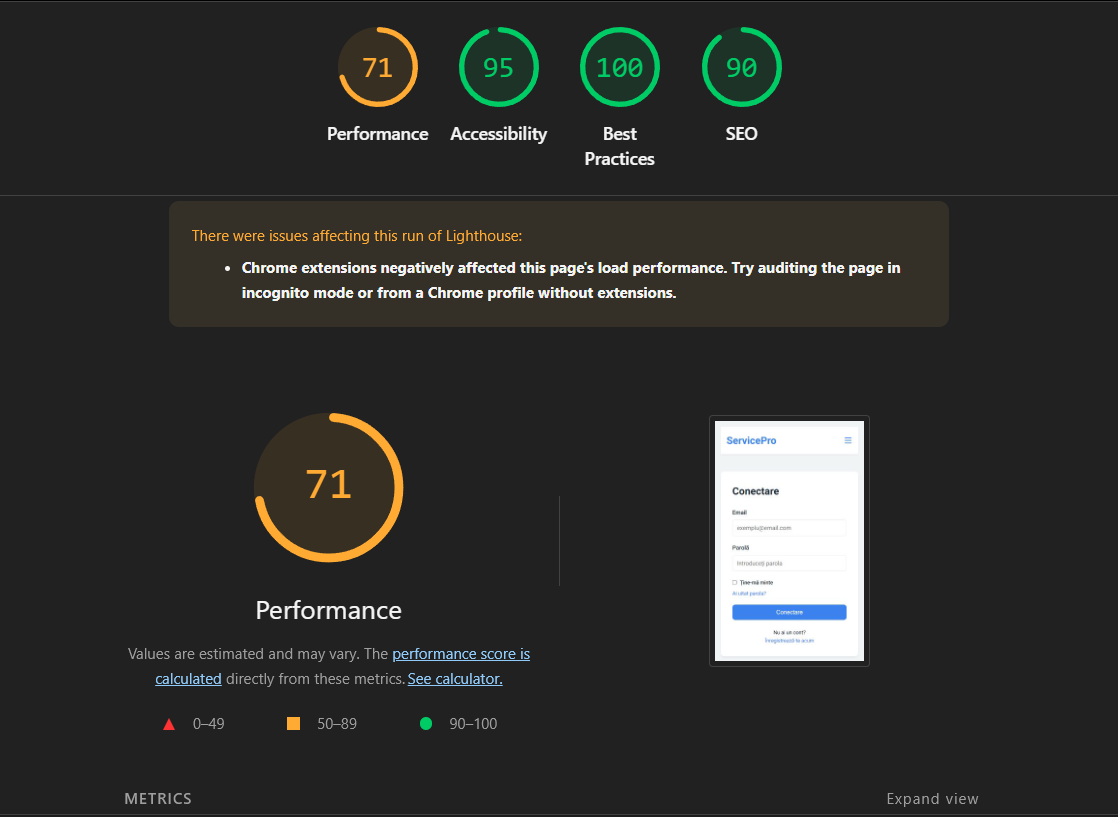 71
95
100
90
Performance
Accessibility
Best
Practices
SEO
There were issues affecting this run of Lighthouse:
• Chrome extensions negatively affected this page's load performance. Try auditing the page in
incognito mode or from a Chrome profile without extensions.
71
Performance
Values are estimated and may vary. The performance score is
calculated directly from these metrics. See calculator.
0–49
50–89
90–100
ServicePro
Conectare
Email
exemplu@email.com
Parolă
Introduceți parola
Ține-mă minte
Ai uitat parola?
Conectare
Nu ai un cont?
Înregistrează-te acum
METRICS
Expand view